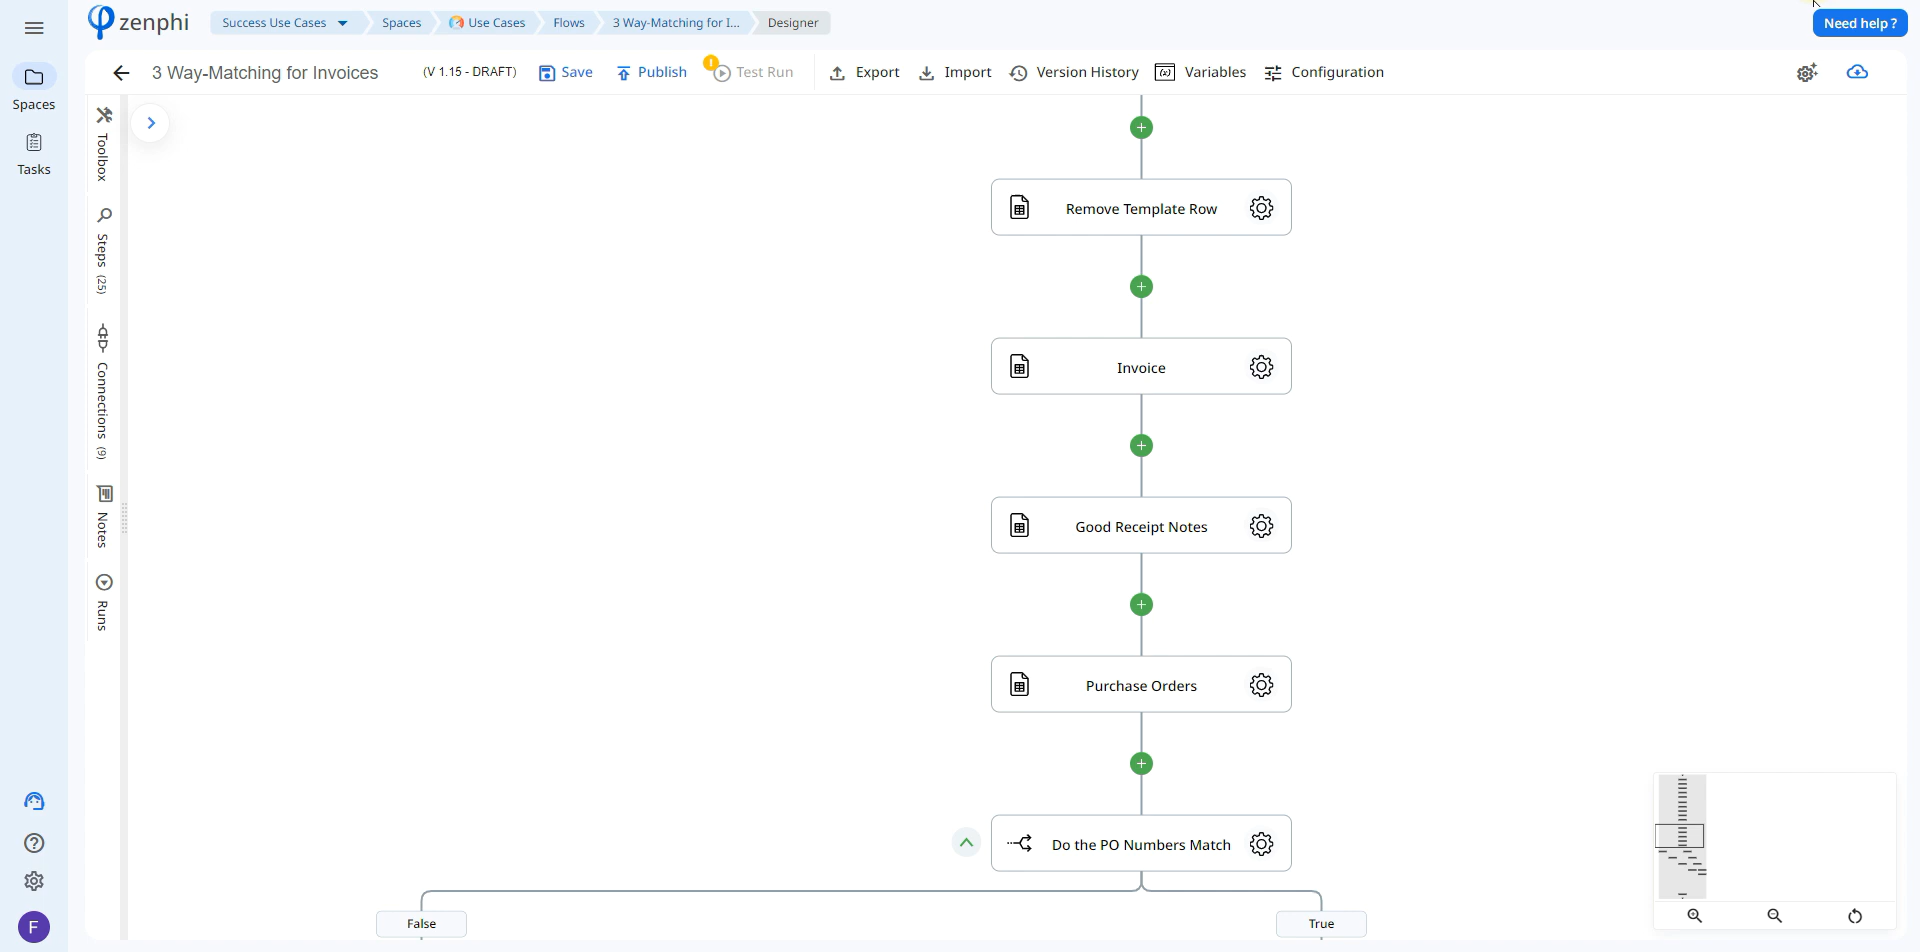 zenphi
Success Use Cases
Spaces
Use Cases
Flows
3 Way-Matching for I...
Designer
Need help ?
3 Way-Matching for Invoices
(V 1.15 - DRAFT)
Save
Publish
!
Test Run
Export
Import
Version History
(x)
Variables
Configuration
Spaces
Tasks
Toolbox
Steps (25)
Connections (9)
Notes
Runs
Remove Template Row
Invoice
Good Receipt Notes
Purchase Orders
Do the PO Numbers Match
False
True
F